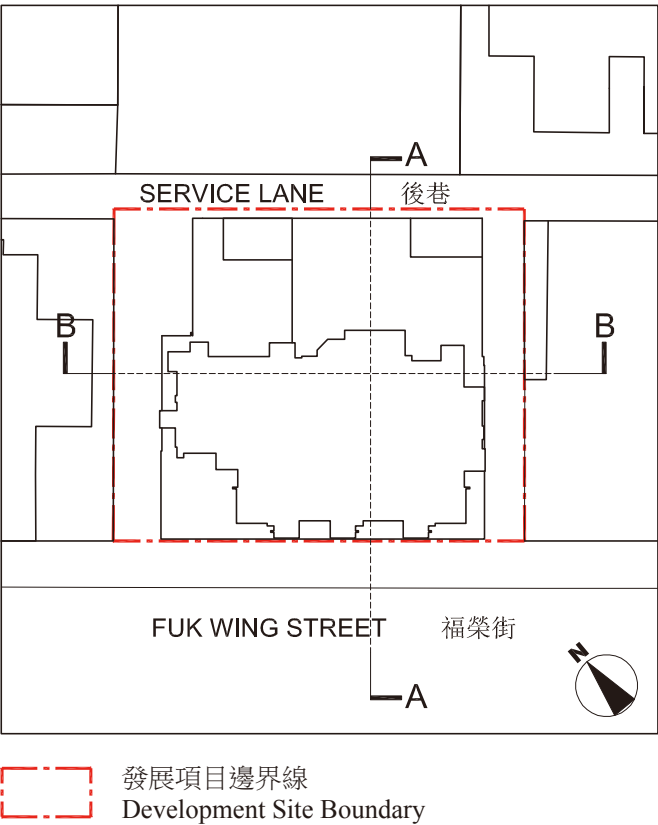 A
SERVICE LANE 後巷
B B
FUK WING STREET 福榮街
N
A
發展項目邊界線
Development Site Boundary